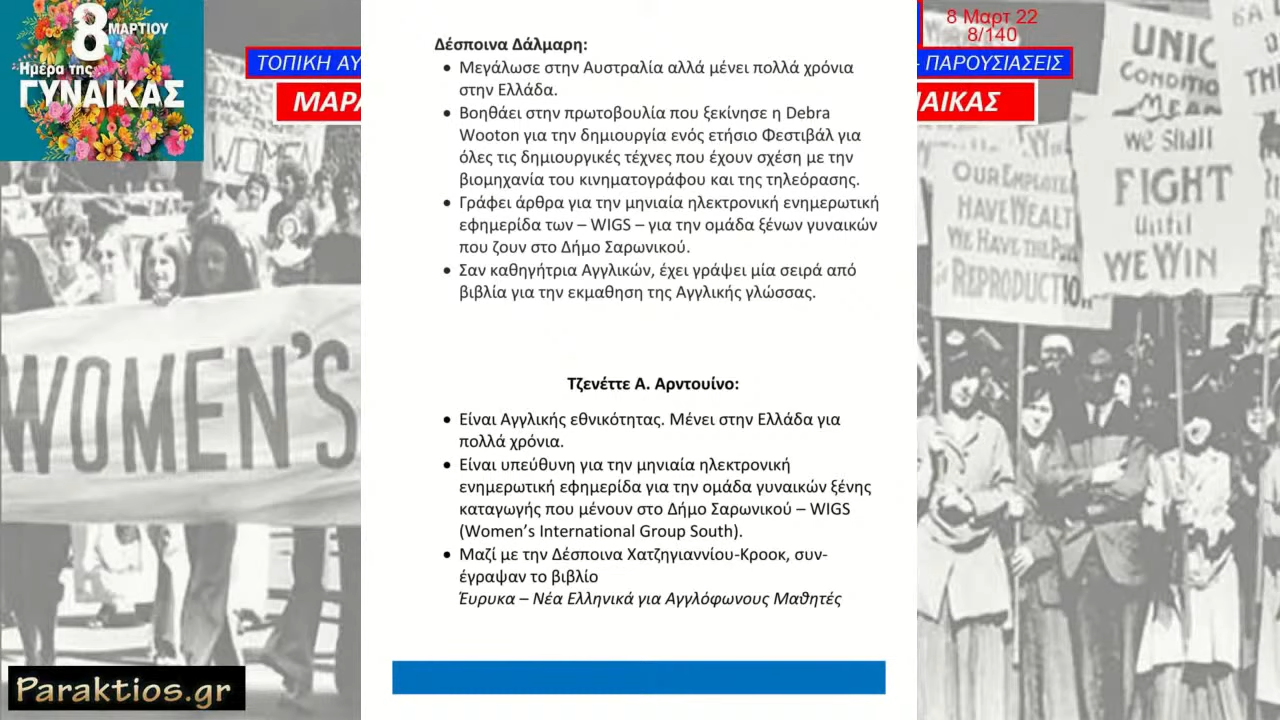 8 ΜΑΡΤΙΟΥ
Ημέρα της
ΓΥΝΑΙΚΑΣ
8 Μαρτ 22
8/140
ΤΟΠΙΚΗ ΑΥ
- ΠΑΡΟΥΣΙΑΣΕΙΣ
ΜΑΡΑ
ΝΑΙΚΑΣ
Δέσποινα Δάλμαρη:
• Μεγάλωσε στην Αυστραλία αλλά μένει πολλά χρόνια
στην Ελλάδα.
• Βοηθάει στην πρωτοβουλία που ξεκίνησε η Debra
Wooton για την δημιουργία ενός ετήσιο Φεστιβάλ για
όλες τις δημιουργικές τέχνες που έχουν σχέση με την
βιομηχανία του κινηματογράφου και της τηλεόρασης.
• Γράφει άρθρα για την μηνιαία ηλεκτρονική ενημερωτική
εφημερίδα των – WIGS – για την ομάδα ξένων γυναικών
που ζουν στο Δήμο Σαρωνικού.
• Σαν καθηγήτρια Αγγλικών, έχει γράψει μία σειρά από
βιβλία για την εκμαθηση της Αγγλικής γλώσσας.
Τζενέττε Α. Αρντουίνο:
• Είναι Αγγλικής εθνικότητας. Μένει στην Ελλάδα για
πολλά χρόνια.
• Είναι υπεύθυνη για την μηνιαία ηλεκτρονική
ενημερωτική εφημερίδα για την ομάδα γυναικών ξένης
καταγωγής που μένουν στο Δήμο Σαρωνικού – WIGS
(Women’s International Group South).
• Μαζί με την Δέσποινα Χατζηγιαννίου-Κροοκ, συν-
έγραψαν το βιβλίο
Έυρυκα – Νέα Ελληνικά για Αγγλόφωνους Μαθητές
WOMEN
WOMEN'S
UNIC
CONDITIO
MEAN
WE SHALL
FIGHT
UNTIL
WE WIN
OUR EMPLOYE
HAVE WEALT
WE HAVE THE
REPRODUCTION
TH
Paraktios.gr